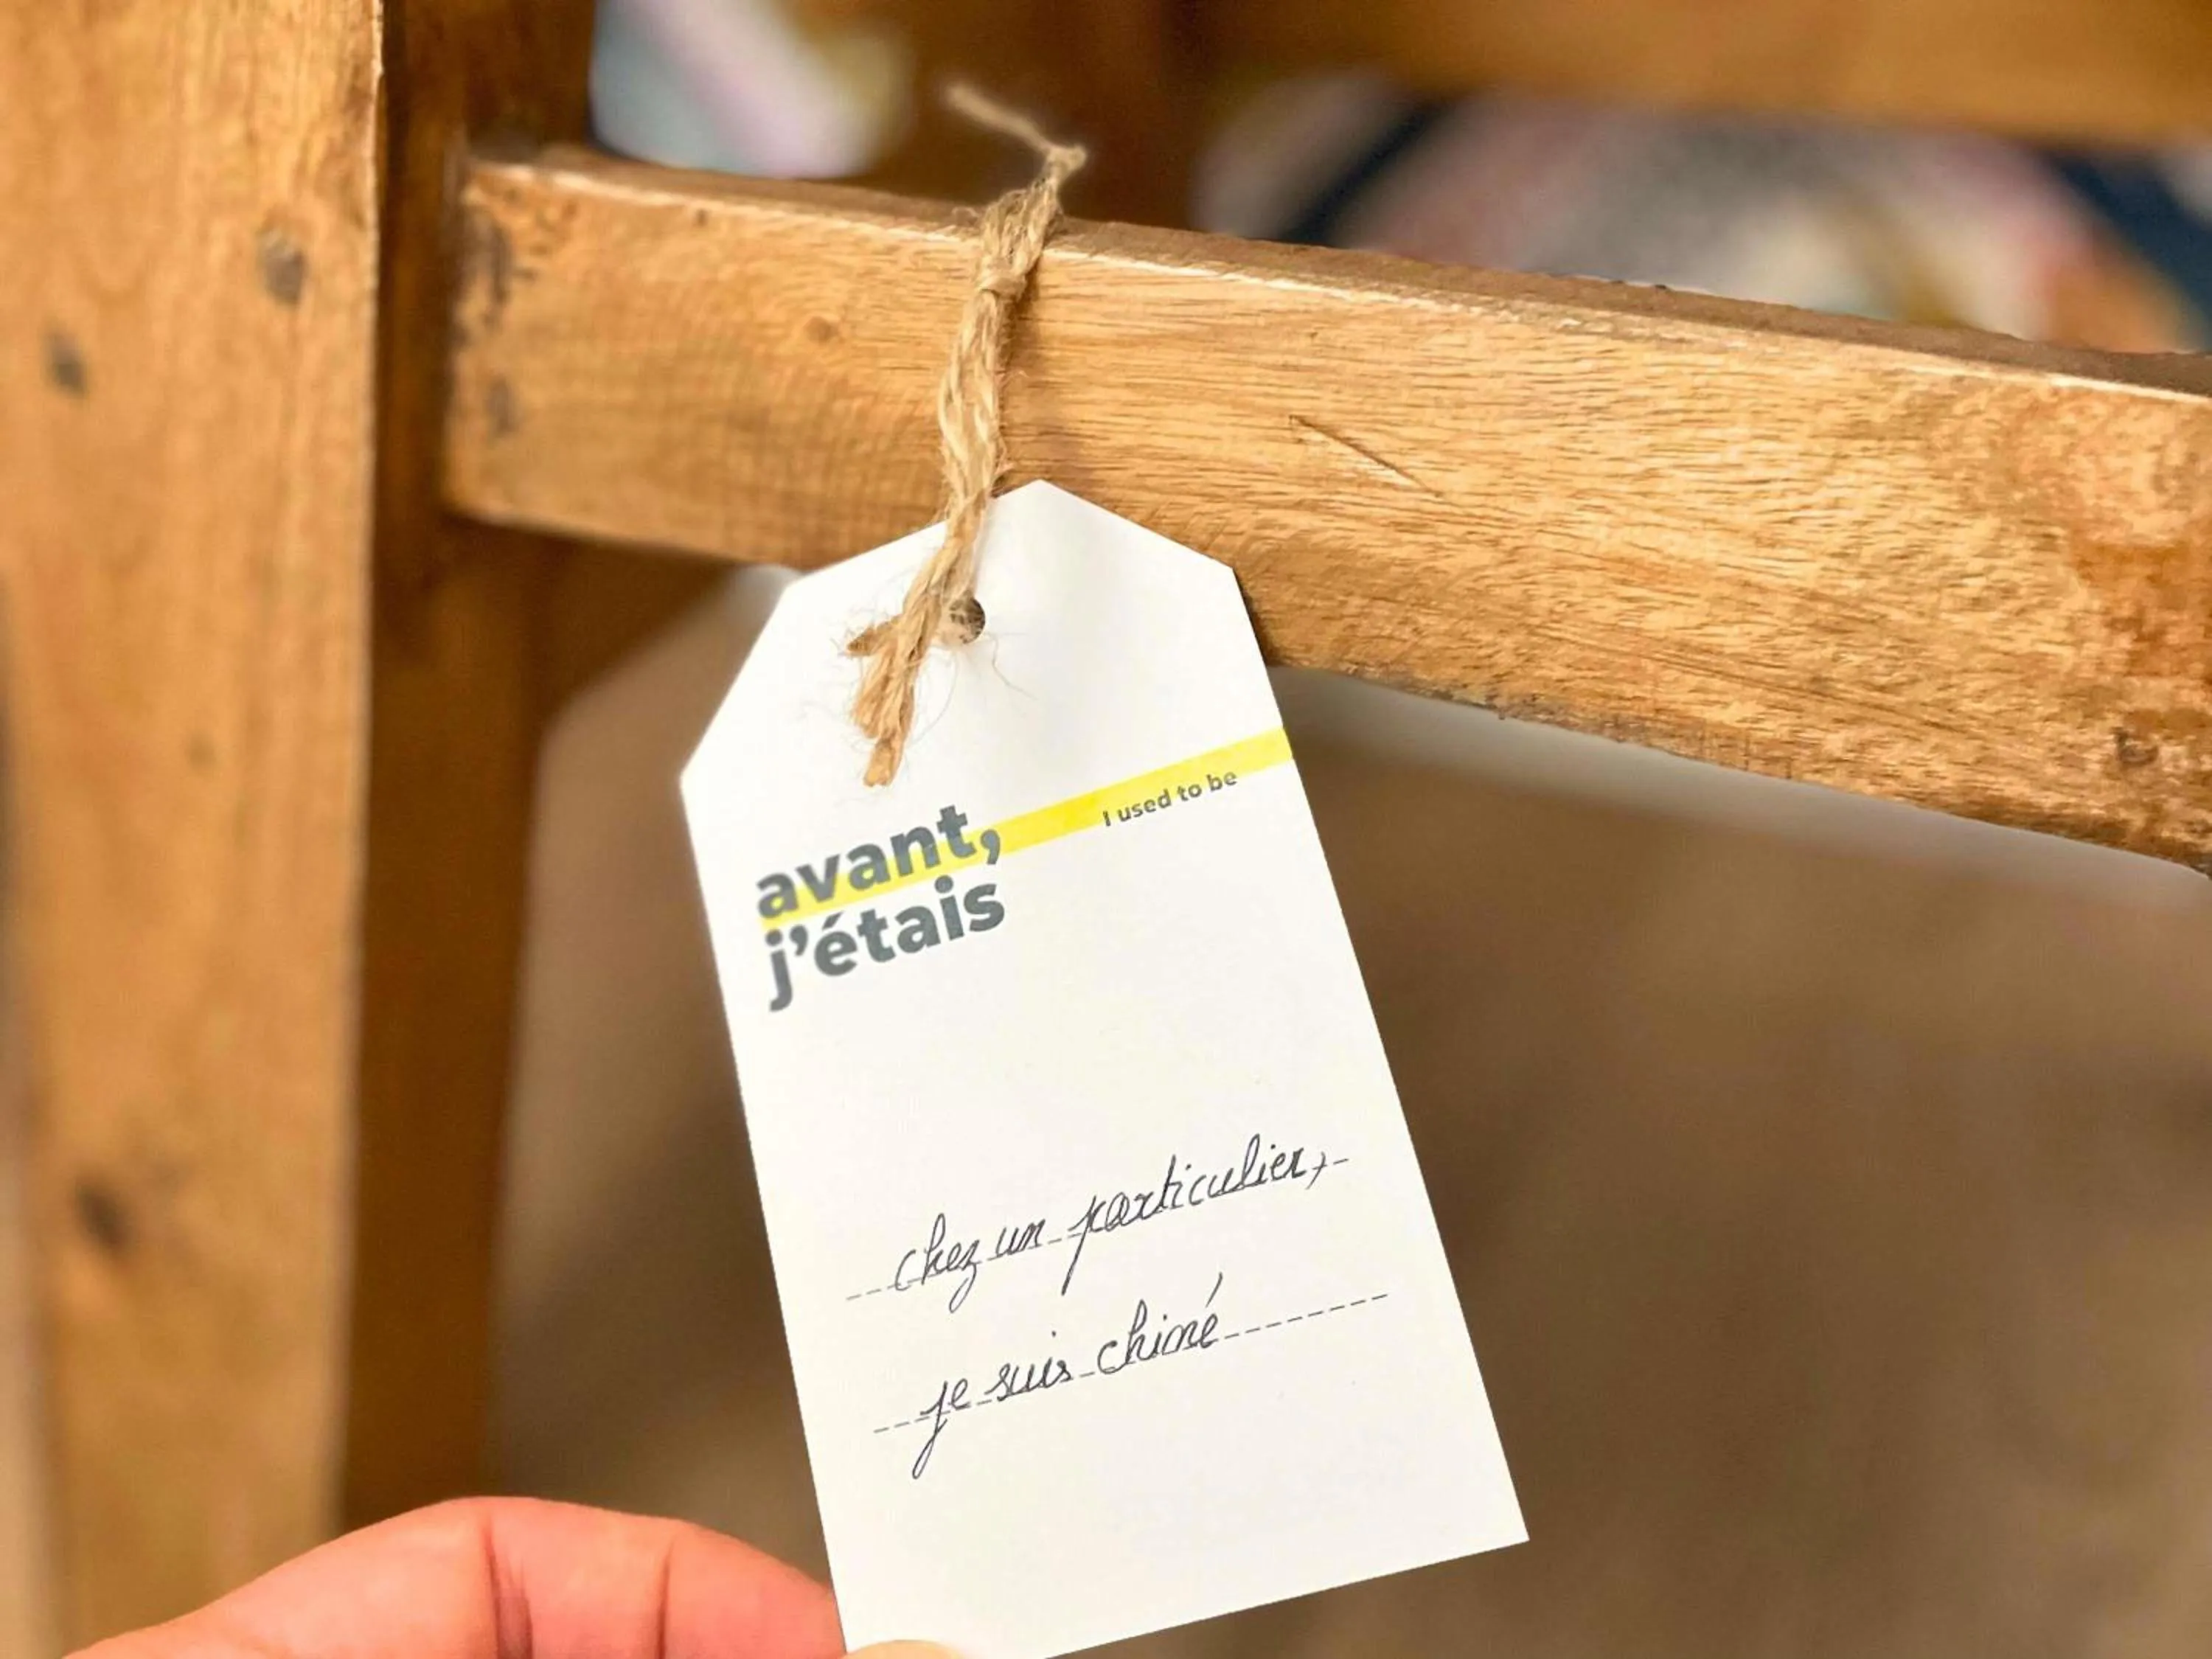 avant,
I used to be
j'étais
chez un particulier,
je suis chiné